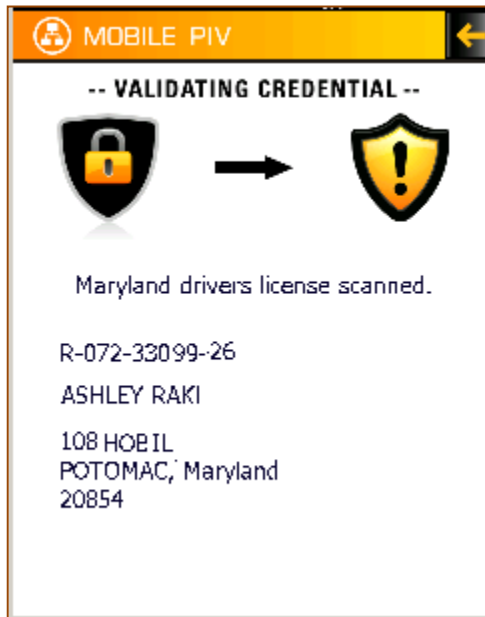 MOBILE PIV
-- VALIDATING CREDENTIAL --
Maryland drivers license scanned.
R-072-33099-26
ASHLEY RAKI
108 HOBIL
POTOMAC, Maryland
20854